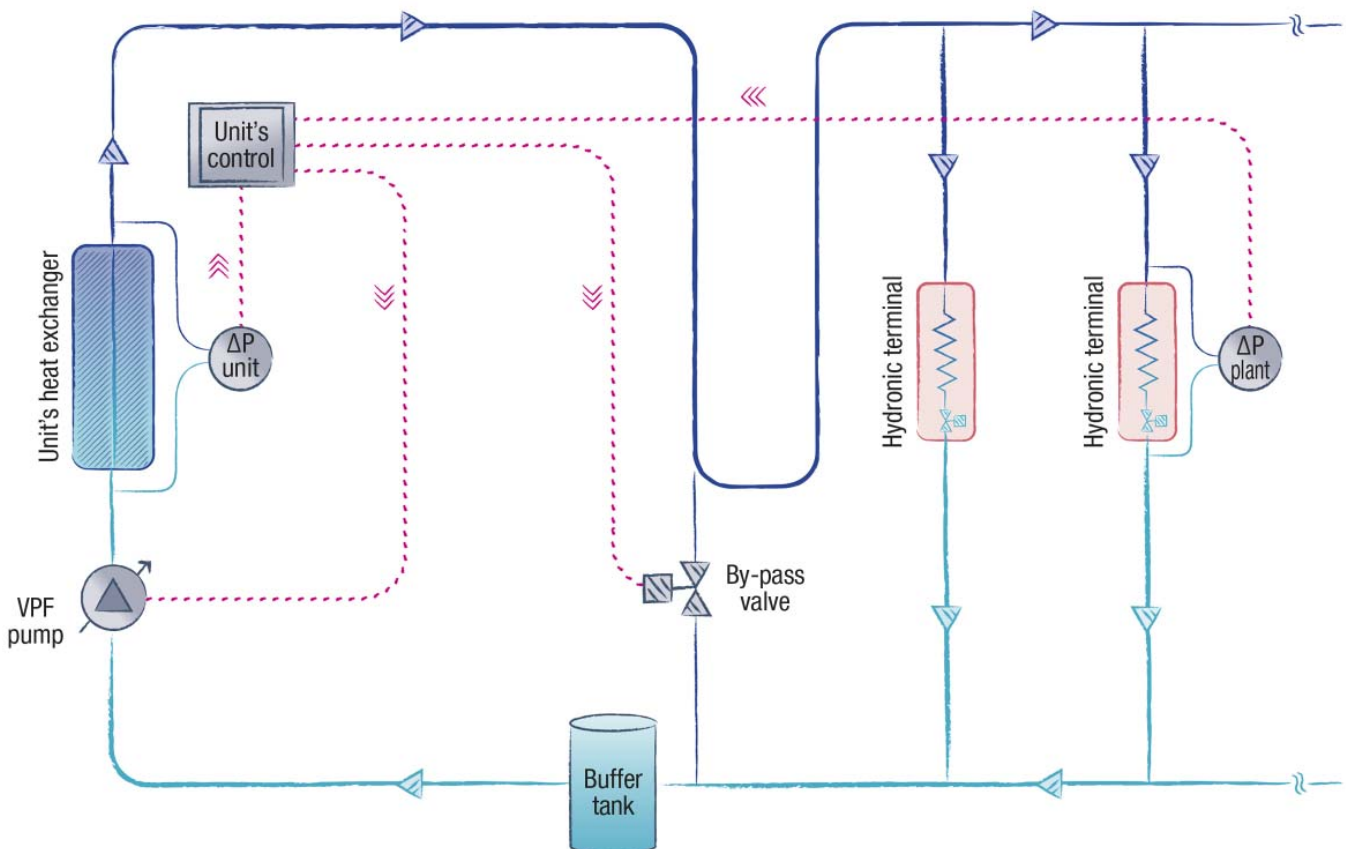 Unit's
control
Unit's heat exchanger
ΔP
unit
Hydronic terminal
Hydronic terminal
ΔP
plant
VPF
pump
By-pass
valve
Buffer
tank